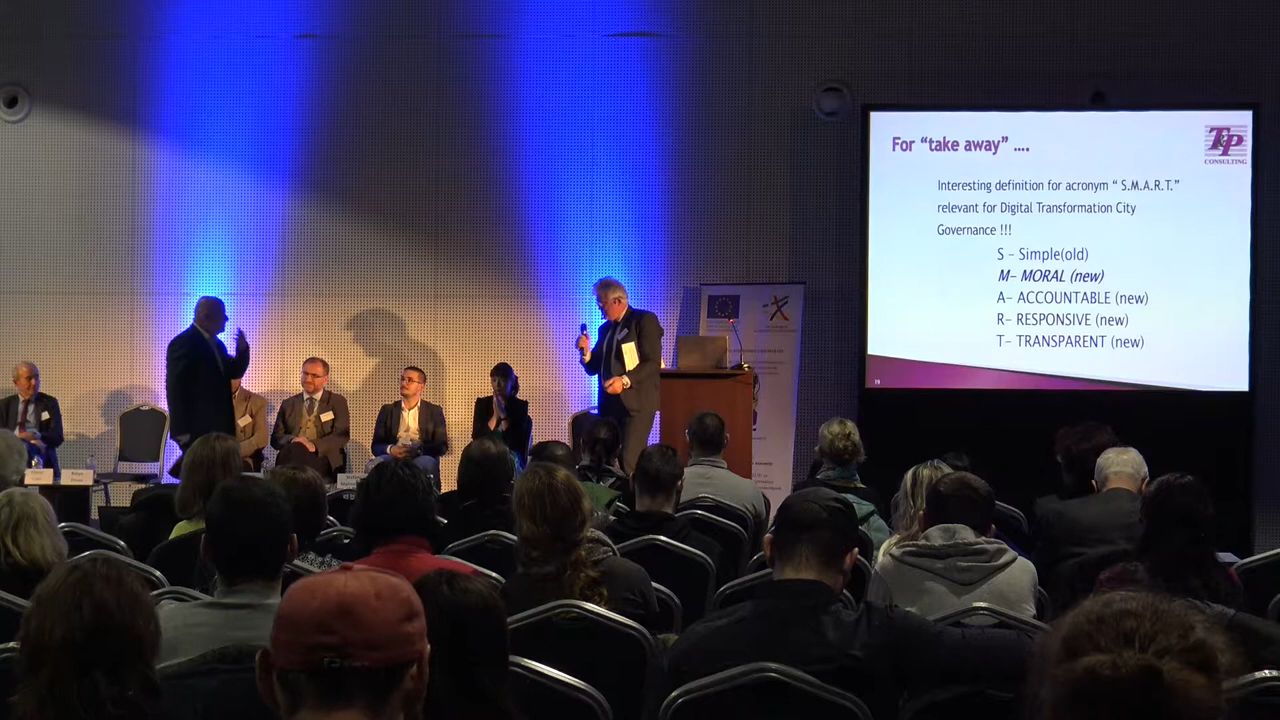 For “take away” ....
T&P
CONSULTING
Interesting definition for acronym “ S.M.A.R.T.”
relevant for Digital Transformation City
Governance !!!
S – Simple(old)
M– MORAL (new)
A– ACCOUNTABLE (new)
R– RESPONSIVE (new)
T– TRANSPARENT (new)
19